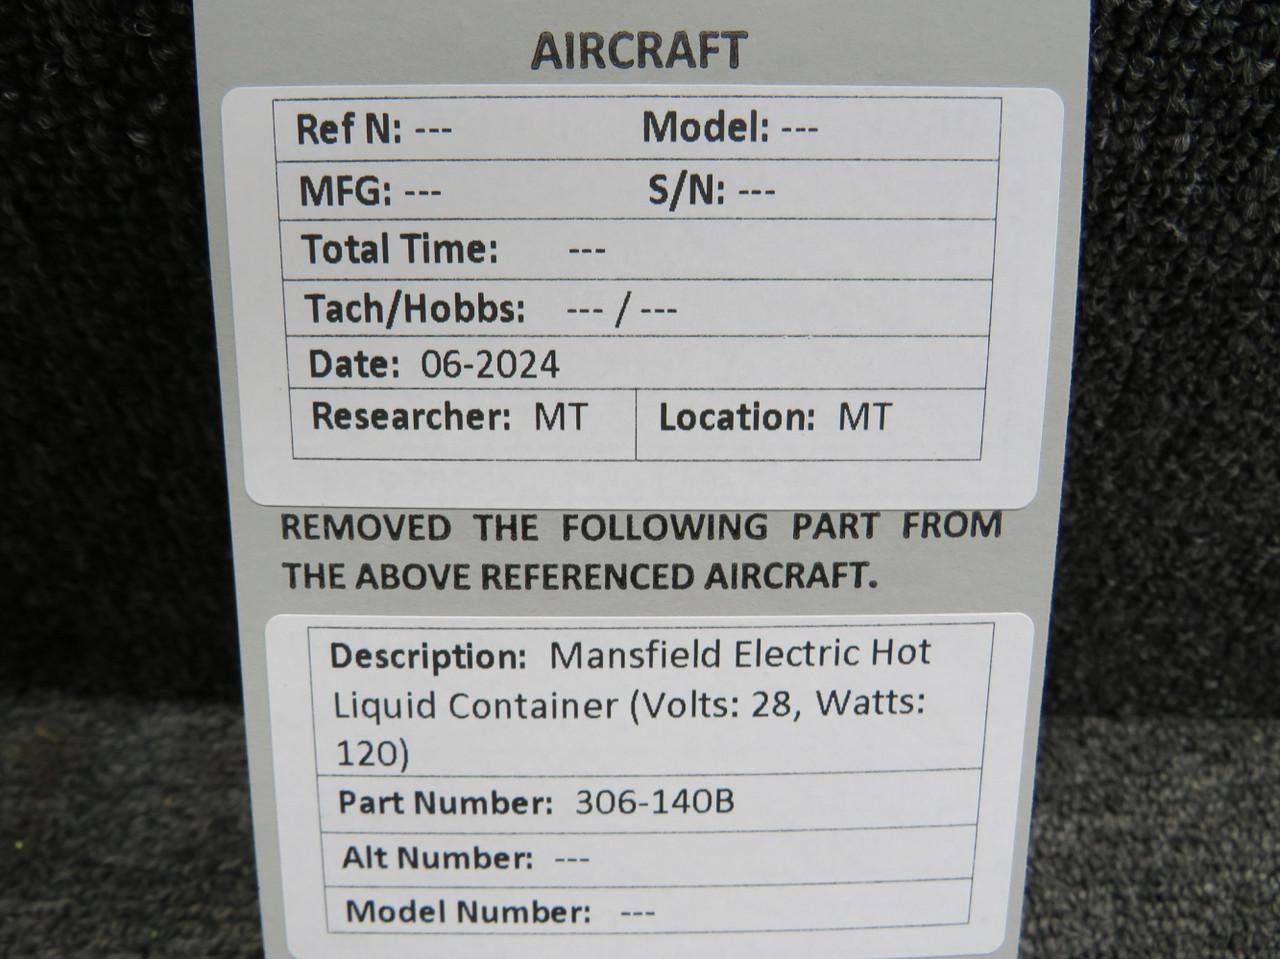 AIRCRAFT
Ref N: --- Model: ---
MFG: --- S/N: ---
Total Time: ---
Tach/Hobbs: --- / ---
Date: 06-2024
Researcher: MT Location: MT
REMOVED THE FOLLOWING PART FROM
THE ABOVE REFERENCED AIRCRAFT.
Description: Mansfield Electric Hot
Liquid Container (Volts: 28, Watts:
120)
Part Number: 306-140B
Alt Number: ---
Model Number: ---